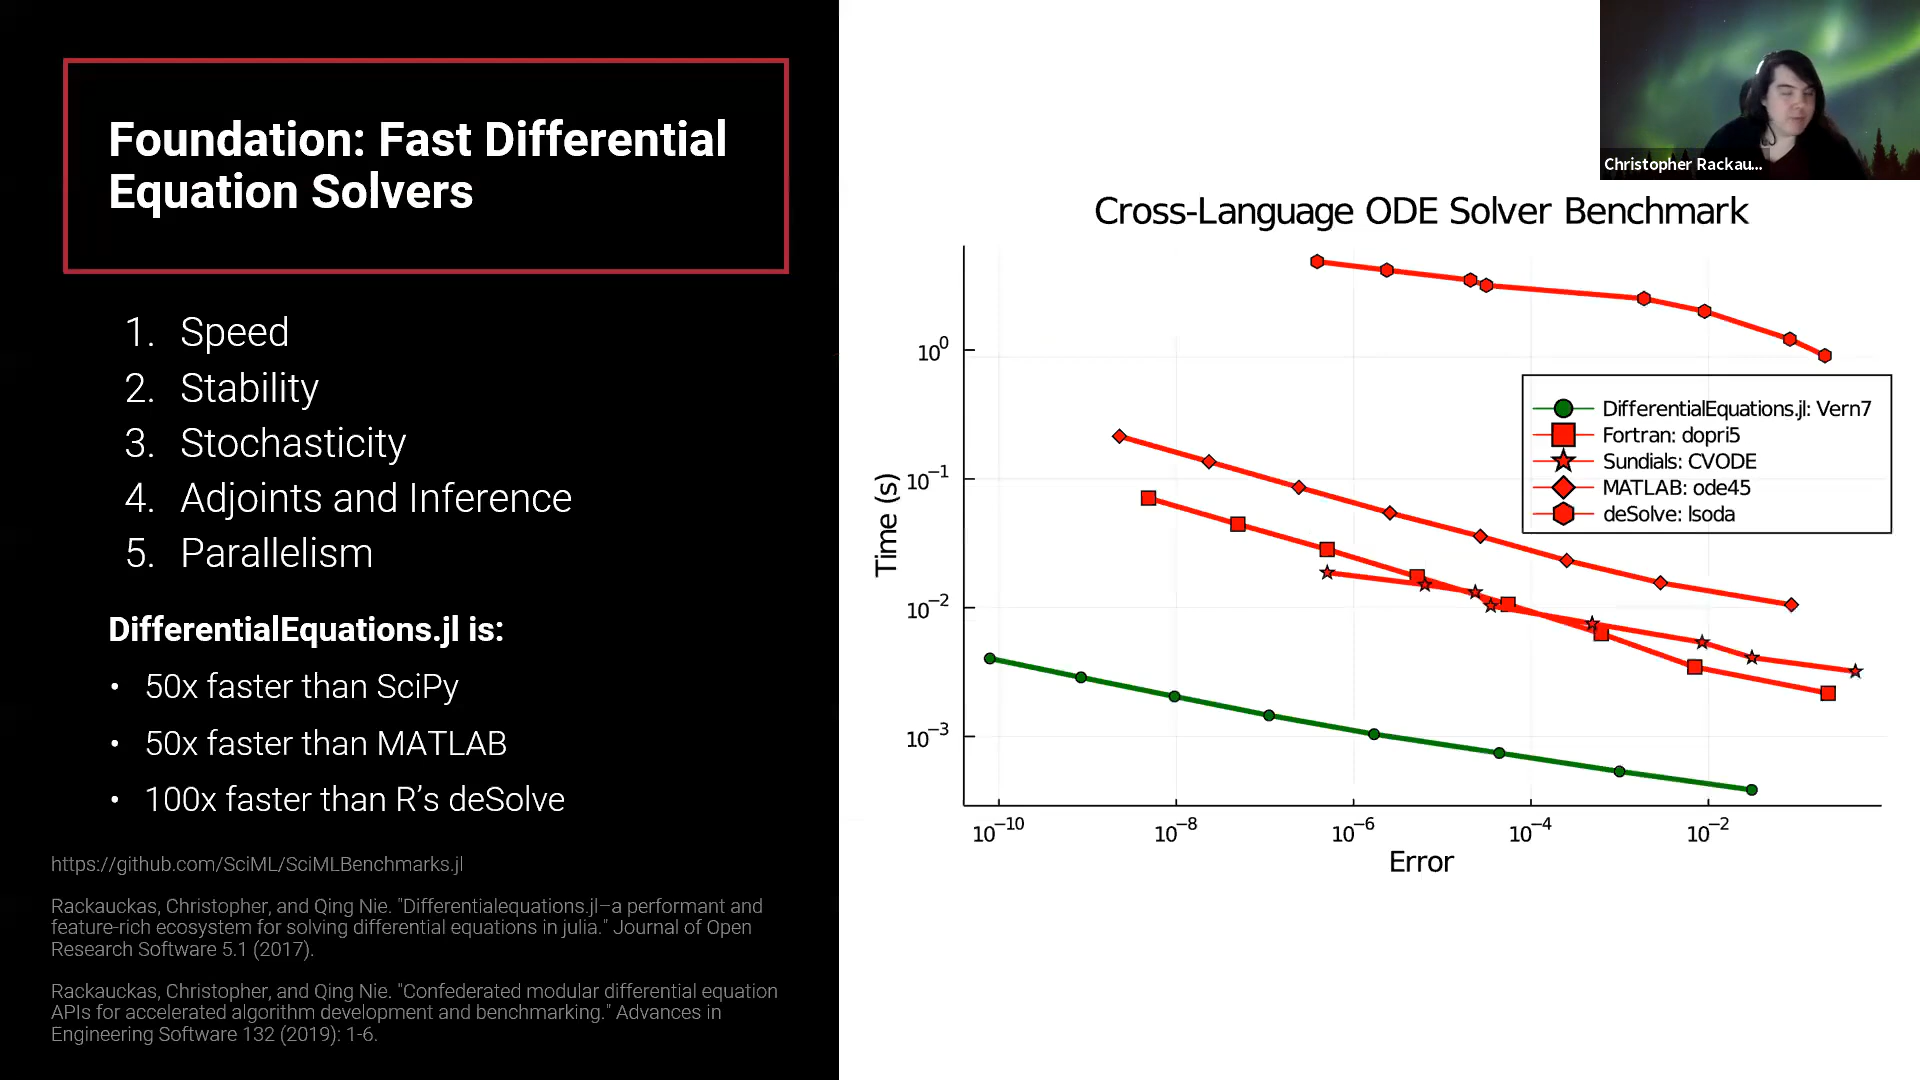 Foundation: Fast Differential
Equation Solvers
1. Speed
2. Stability
3. Stochasticity
4. Adjoints and Inference
5. Parallelism
DifferentialEquations.jl is:
• 50x faster than SciPy
• 50x faster than MATLAB
• 100x faster than R’s deSolve
https://github.com/SciML/SciMLBenchmarks.jl
Rackauckas, Christopher, and Qing Nie. "Differentialequations.jl–a performant and
feature-rich ecosystem for solving differential equations in julia." Journal of Open
Research Software 5.1 (2017).
Rackauckas, Christopher, and Qing Nie. "Confederated modular differential equation
APIs for accelerated algorithm development and benchmarking." Advances in
Engineering Software 132 (2019): 1-6.
Christopher Rackau...
Cross-Language ODE Solver Benchmark
Time (s)
10⁰
10⁻¹
10⁻²
10⁻³
DifferentialEquations.jl: Vern7
Fortran: dopri5
Sundials: CVODE
MATLAB: ode45
deSolve: lsoda
10⁻¹⁰ 10⁻⁸ 10⁻⁶ 10⁻⁴ 10⁻²
Error